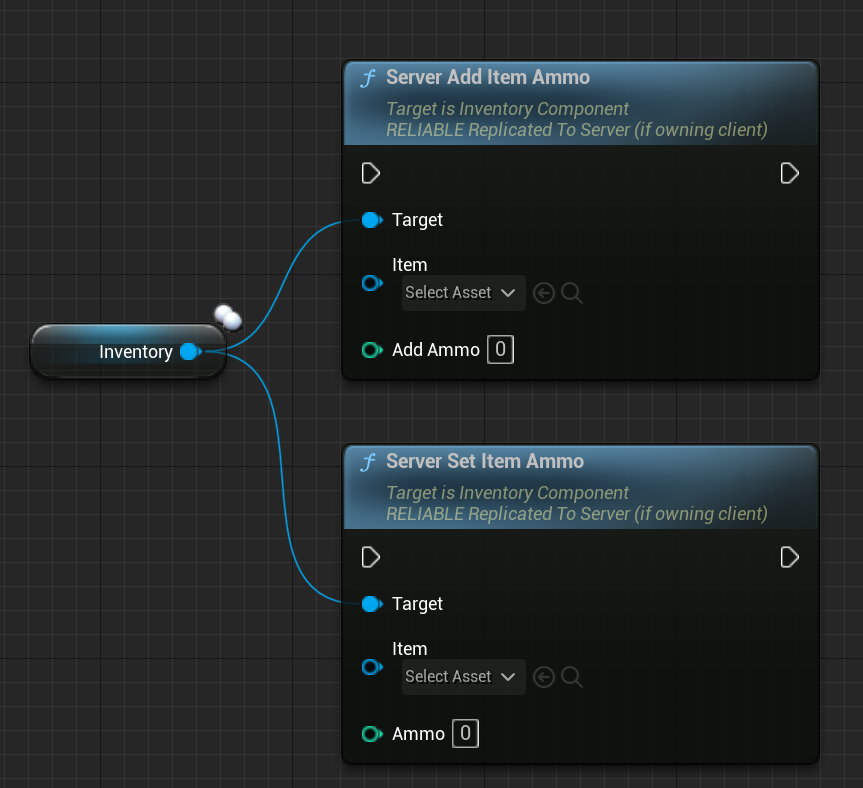 Server Add Item Ammo
Target is Inventory Component
RELIABLE Replicated To Server (if owning client)
Target
Item
Select Asset
Add Ammo 0
Inventory
Server Set Item Ammo
Target is Inventory Component
RELIABLE Replicated To Server (if owning client)
Target
Item
Select Asset
Ammo 0